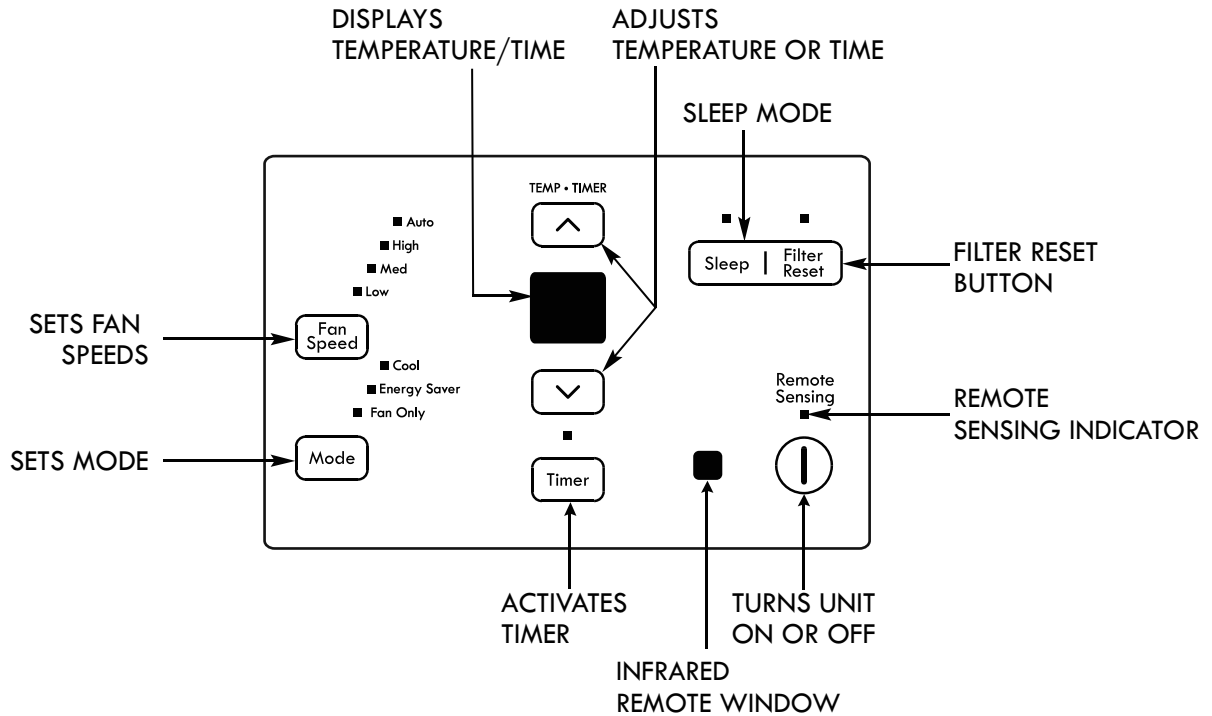 DISPLAYS
TEMPERATURE/TIME
ADJUSTS
TEMPERATURE OR TIME
SLEEP MODE
TEMP • TIMER
Auto
High
Med
Low
Sleep
Filter
Reset
FILTER RESET
BUTTON
SETS FAN
SPEEDS
Fan
Speed
Cool
Energy Saver
Fan Only
Remote
Sensing
REMOTE
SENSING INDICATOR
SETS MODE
Mode
Timer
ACTIVATES
TIMER
TURNS UNIT
ON OR OFF
INFRARED
REMOTE WINDOW